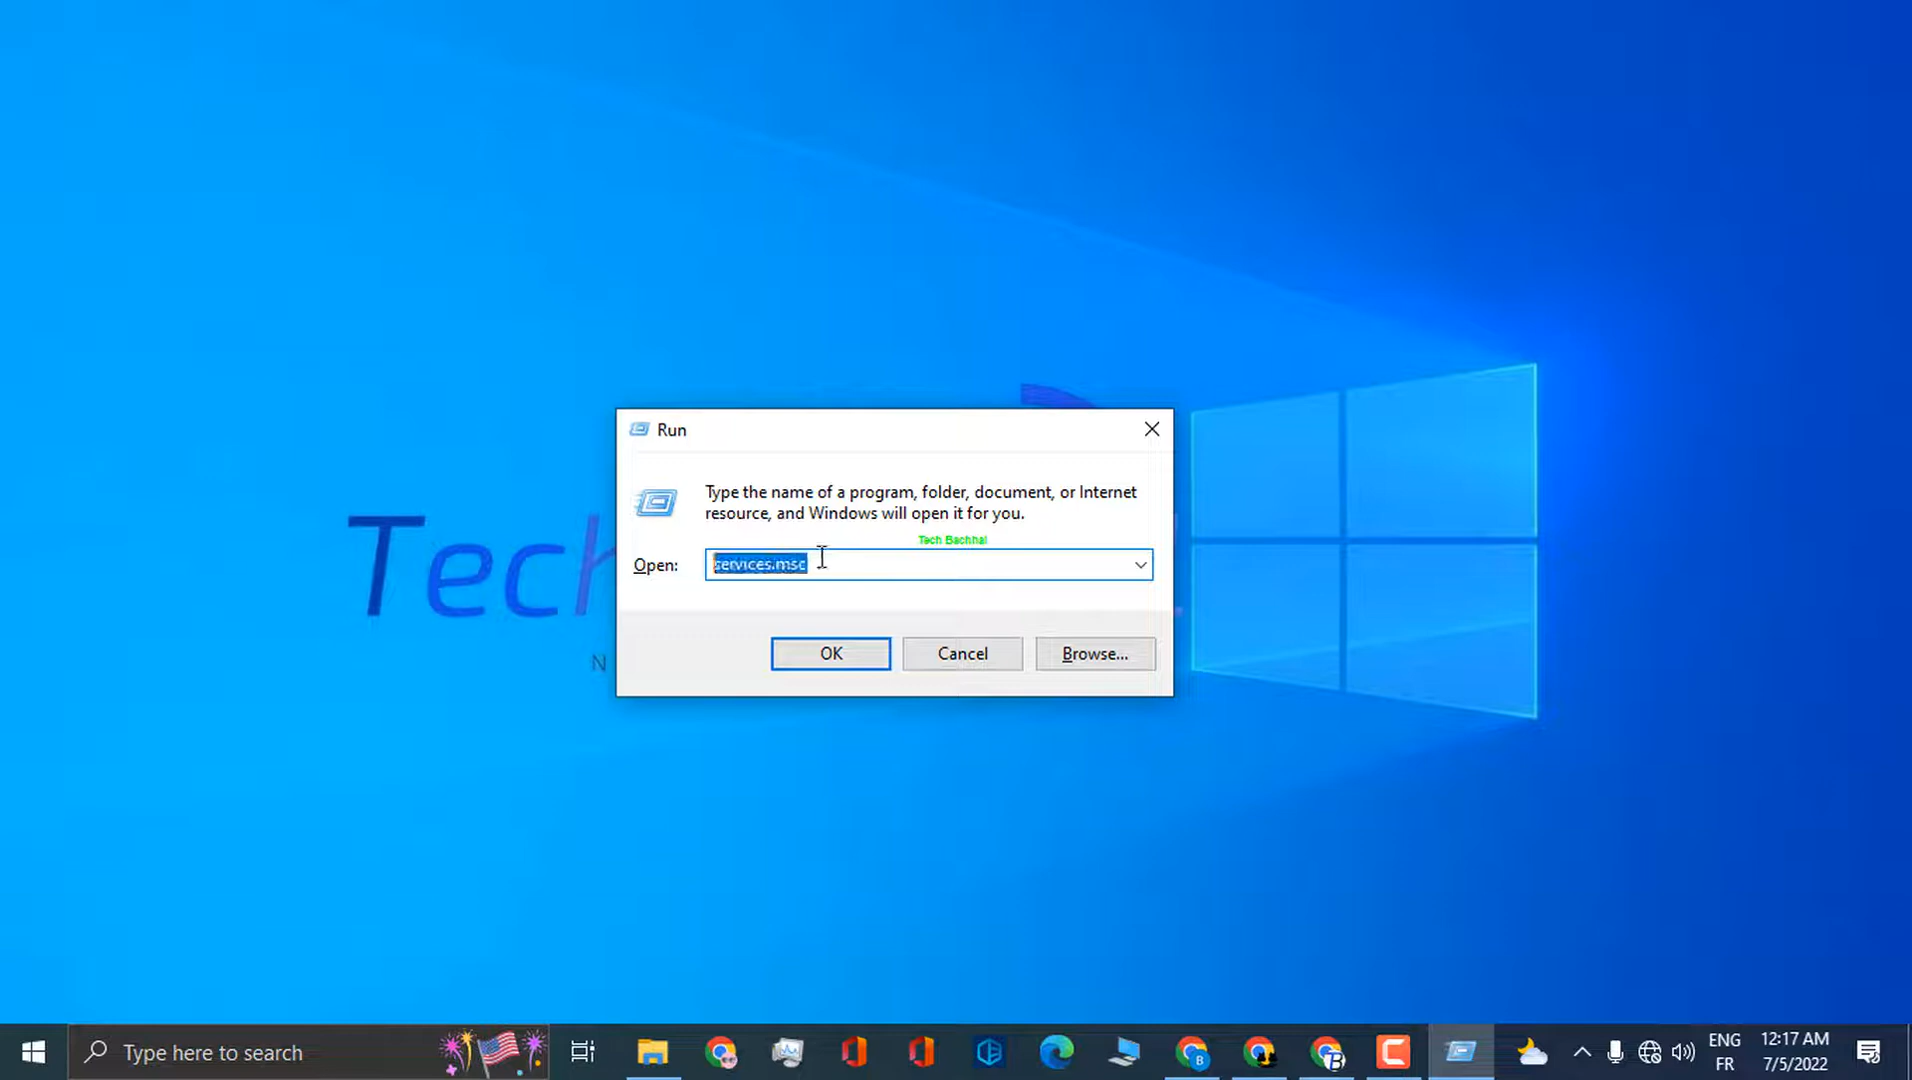 Run
Type the name of a program, folder, document, or Internet
resource, and Windows will open it for you.
Tech Bachhal
Open:
services.msc
Tech
N
OK
Cancel
Browse...
Type here to search
ENG
FR
12:17 AM
7/5/2022